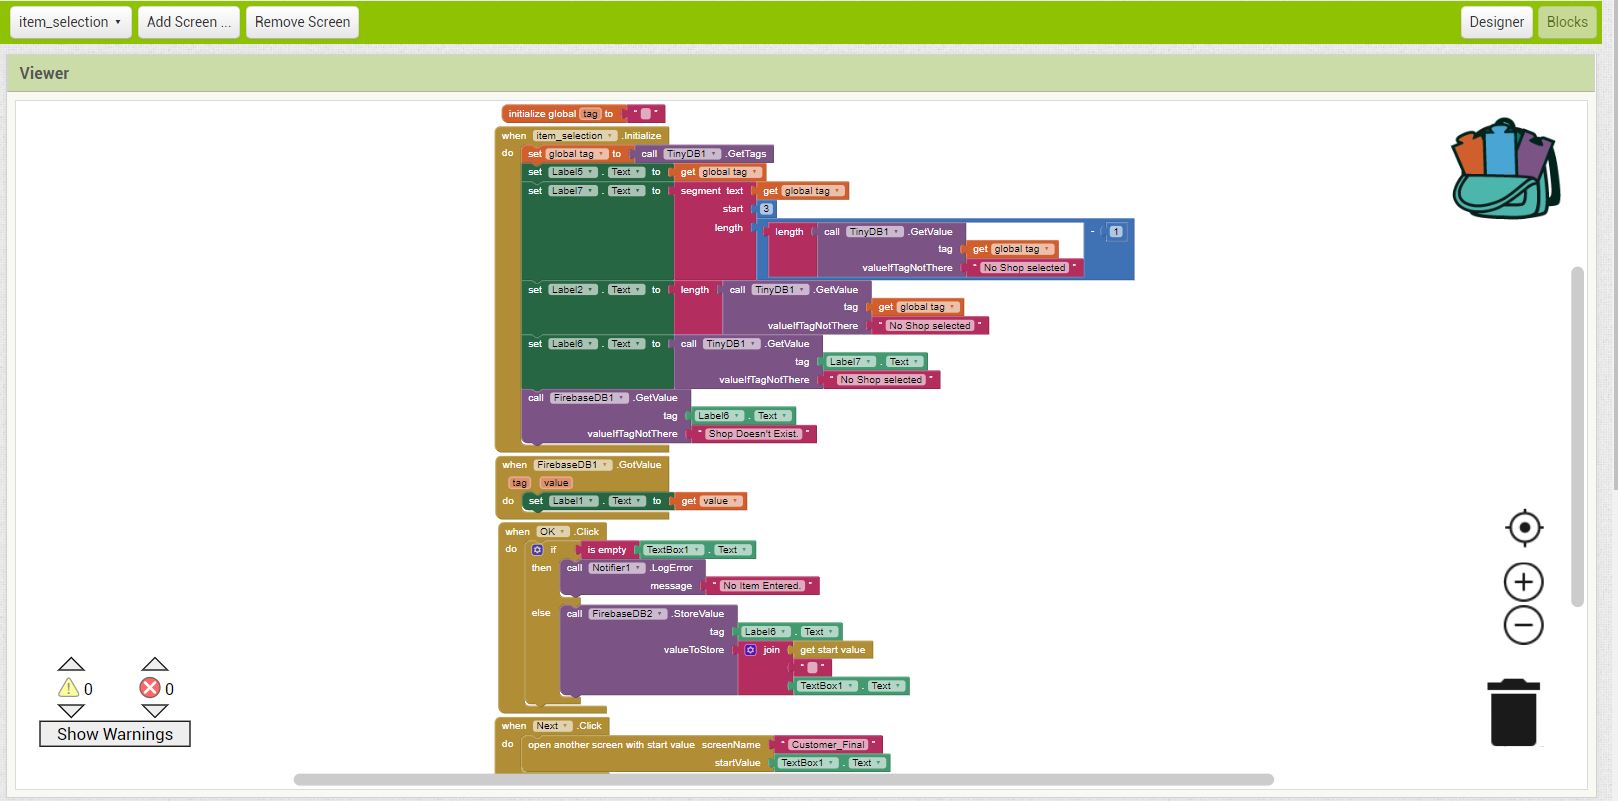 item_selection Add Screen ... Remove Screen Designer Blocks
Viewer
initialize global tag to " "
when item_selection .Initialize
do set global tag to call TinyDB1 .GetTags
set Label5 . Text to get global tag
set Label7 . Text to segment text get global tag
start 3
length length call TinyDB1 .GetValue - 1
tag get global tag
valueIfTagNotThere " No Shop selected "
set Label2 . Text to length call TinyDB1 .GetValue
tag get global tag
valueIfTagNotThere " No Shop selected "
set Label6 . Text to call TinyDB1 .GetValue
tag Label7 . Text
valueIfTagNotThere " No Shop selected "
call FirebaseDB1 .GetValue
tag Label6 . Text
valueIfTagNotThere " Shop Doesn't Exist. "
when FirebaseDB1 .GotValue
tag value
do set Label1 . Text to get value
when OK .Click
do if is empty TextBox1 . Text
then call Notifier1 .LogError
message " No Item Entered. "
else call FirebaseDB2 .StoreValue
tag Label6 . Text
valueToStore join get start value
" "
TextBox1 . Text
when Next .Click
do open another screen with start value screenName " Customer_Final "
startValue TextBox1 . Text
0 0
Show Warnings